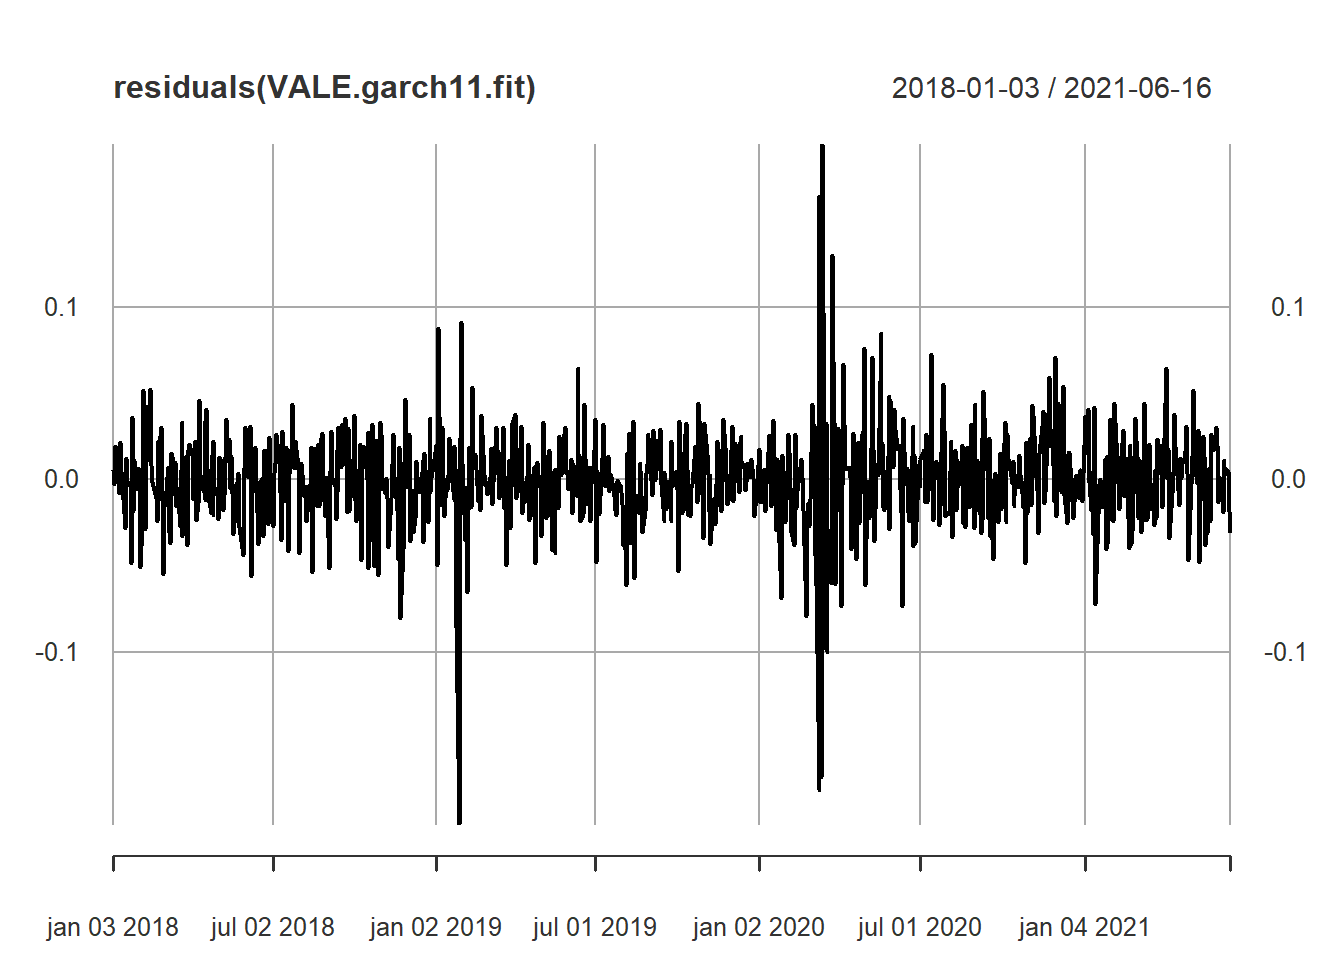 residuals(VALE.garch11.fit) 2018-01-03 / 2021-06-16
0.1 0.1
0.0 0.0
-0.1 -0.1
jan 03 2018 jul 02 2018 jan 02 2019 jul 01 2019 jan 02 2020 jul 01 2020 jan 04 2021